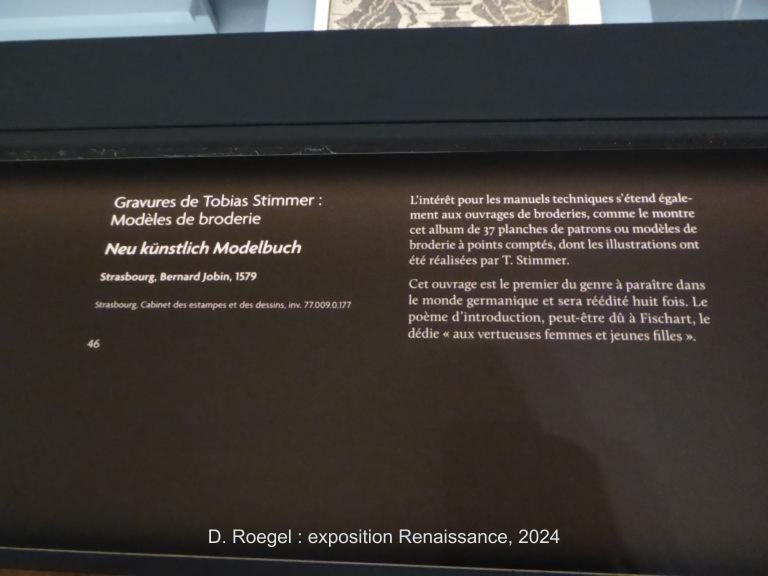 Gravures de Tobias Stimmer :
Modèles de broderie
Neu künstlich Modelbuch
Strasbourg, Bernard Jobin, 1579
Strasbourg, Cabinet des estampes et des dessins, inv. 77.009.0.177
46
L'intérêt pour les manuels techniques s'étend égale-
ment aux ouvrages de broderies, comme le montre
cet album de 37 planches de patrons ou modèles de
broderie à points comptés, dont les illustrations ont
été réalisées par T. Stimmer.
Cet ouvrage est le premier du genre à paraître dans
le monde germanique et sera réédité huit fois. Le
poème d'introduction, peut-être dû à Fischart, le
dédie « aux vertueuses femmes et jeunes filles ».
D. Roegel : exposition Renaissance, 2024